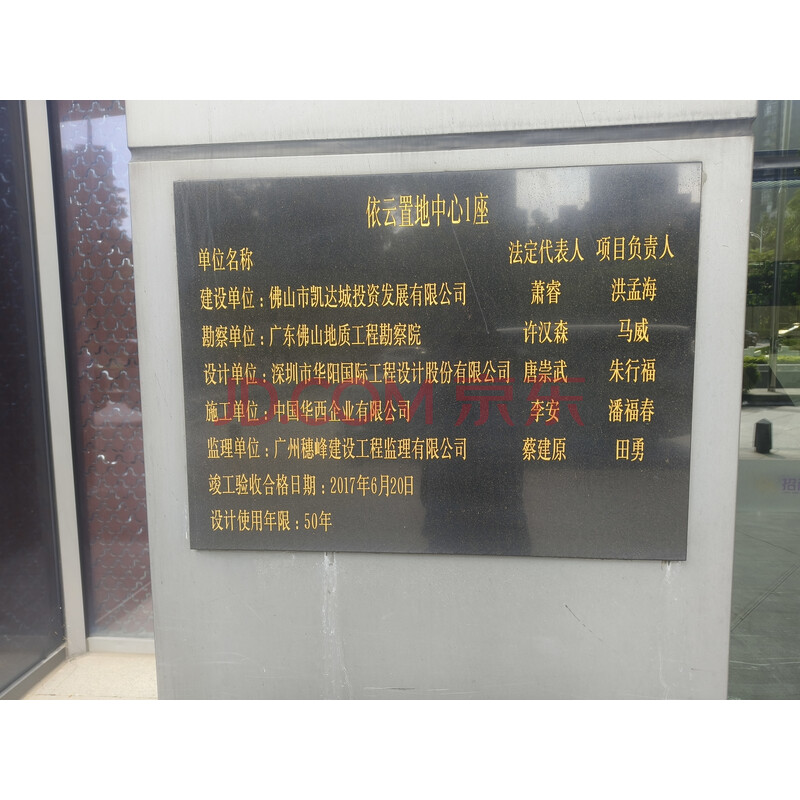 依云置地中心1座
单位名称 法定代表人 项目负责人
建设单位：佛山市凯达城投资发展有限公司 萧睿 洪孟海
勘察单位：广东佛山地质工程勘察院 许汉森 马威
设计单位：深圳市华阳国际工程设计股份有限公司 唐崇武 朱行福
施工单位：中国华西企业有限公司 李安 潘福春
JD.COM 京东
监理单位：广州穗峰建设工程监理有限公司 蔡建原 田勇
竣工验收合格日期：2017年6月20日
设计使用年限：50年